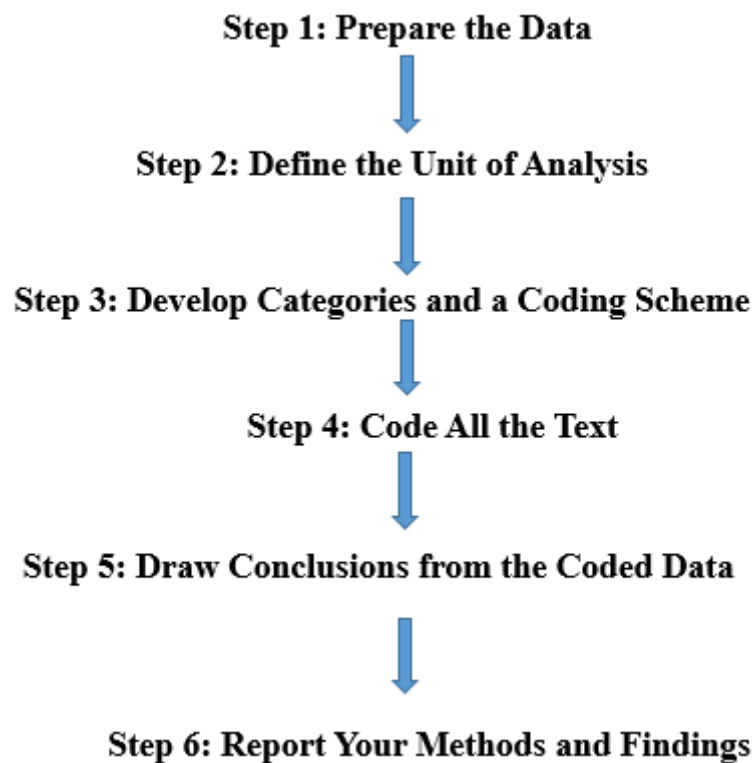 Step 1: Prepare the Data
Step 2: Define the Unit of Analysis
Step 3: Develop Categories and a Coding Scheme
Step 4: Code All the Text
Step 5: Draw Conclusions from the Coded Data
Step 6: Report Your Methods and Findings